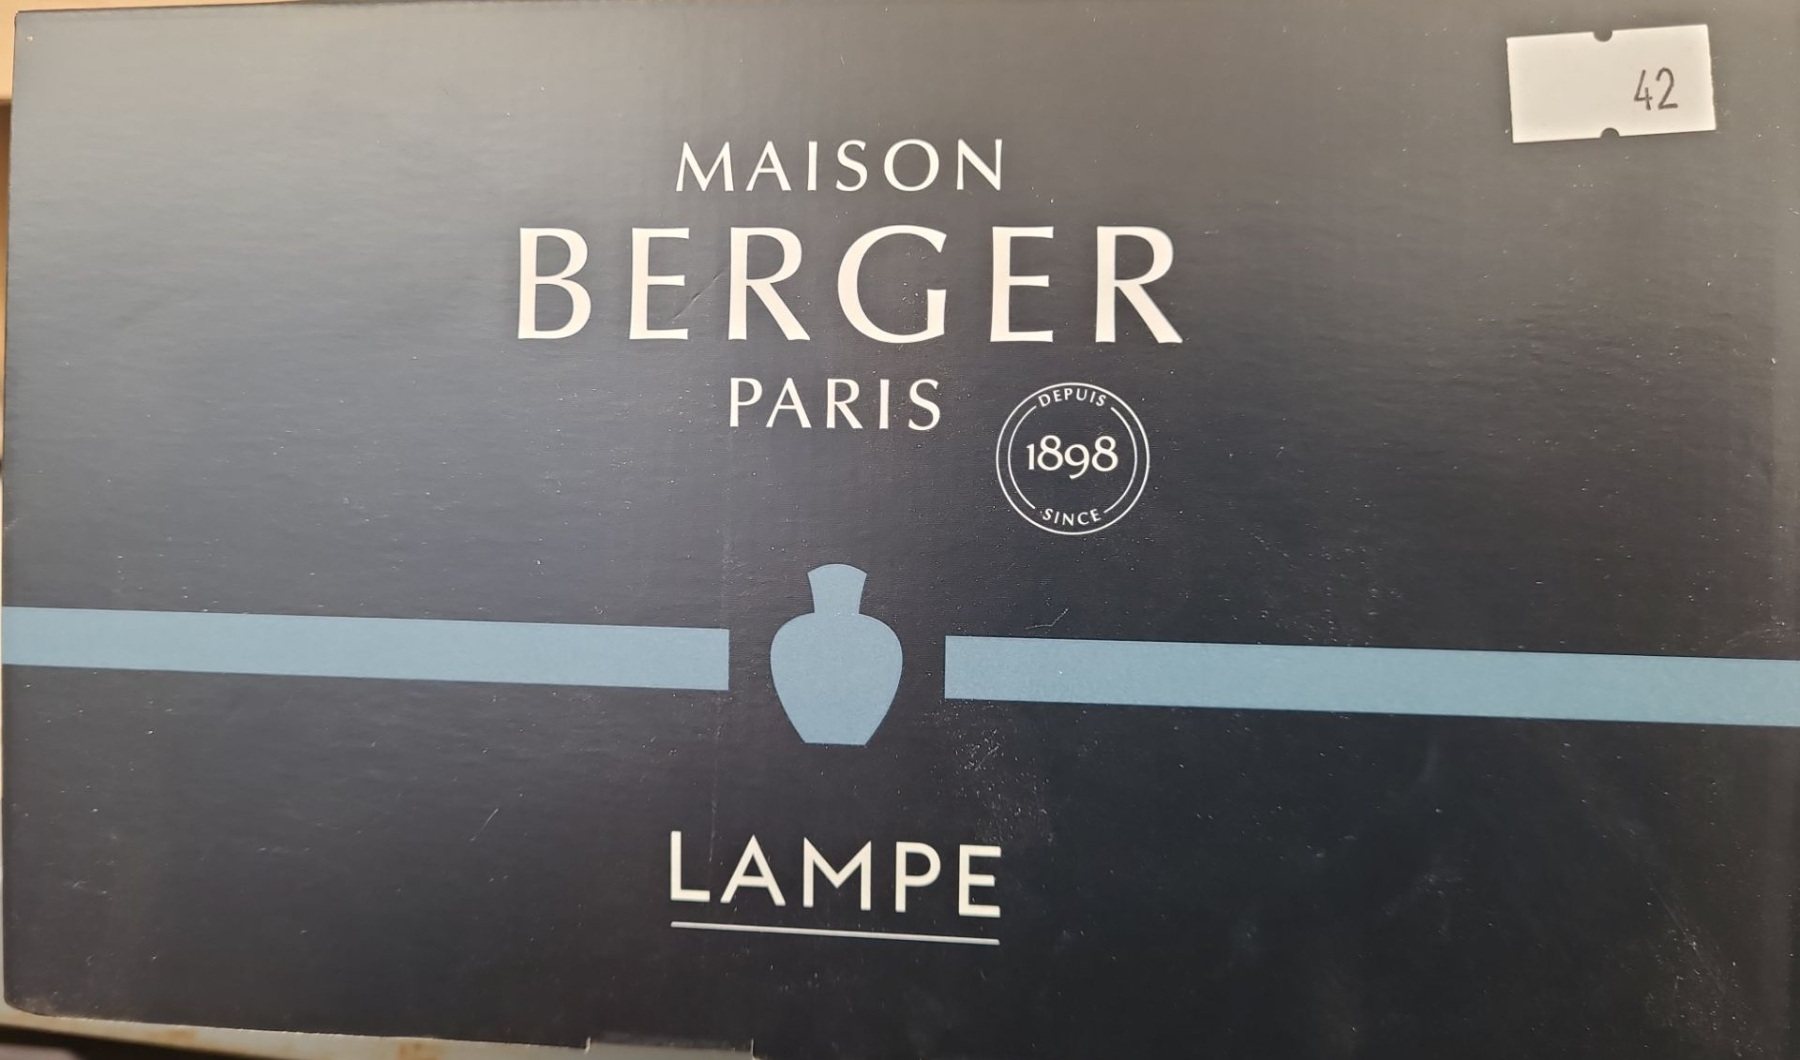 42
MAISON
BERGER
PARIS
DEPUIS
1898
SINCE
LAMPE